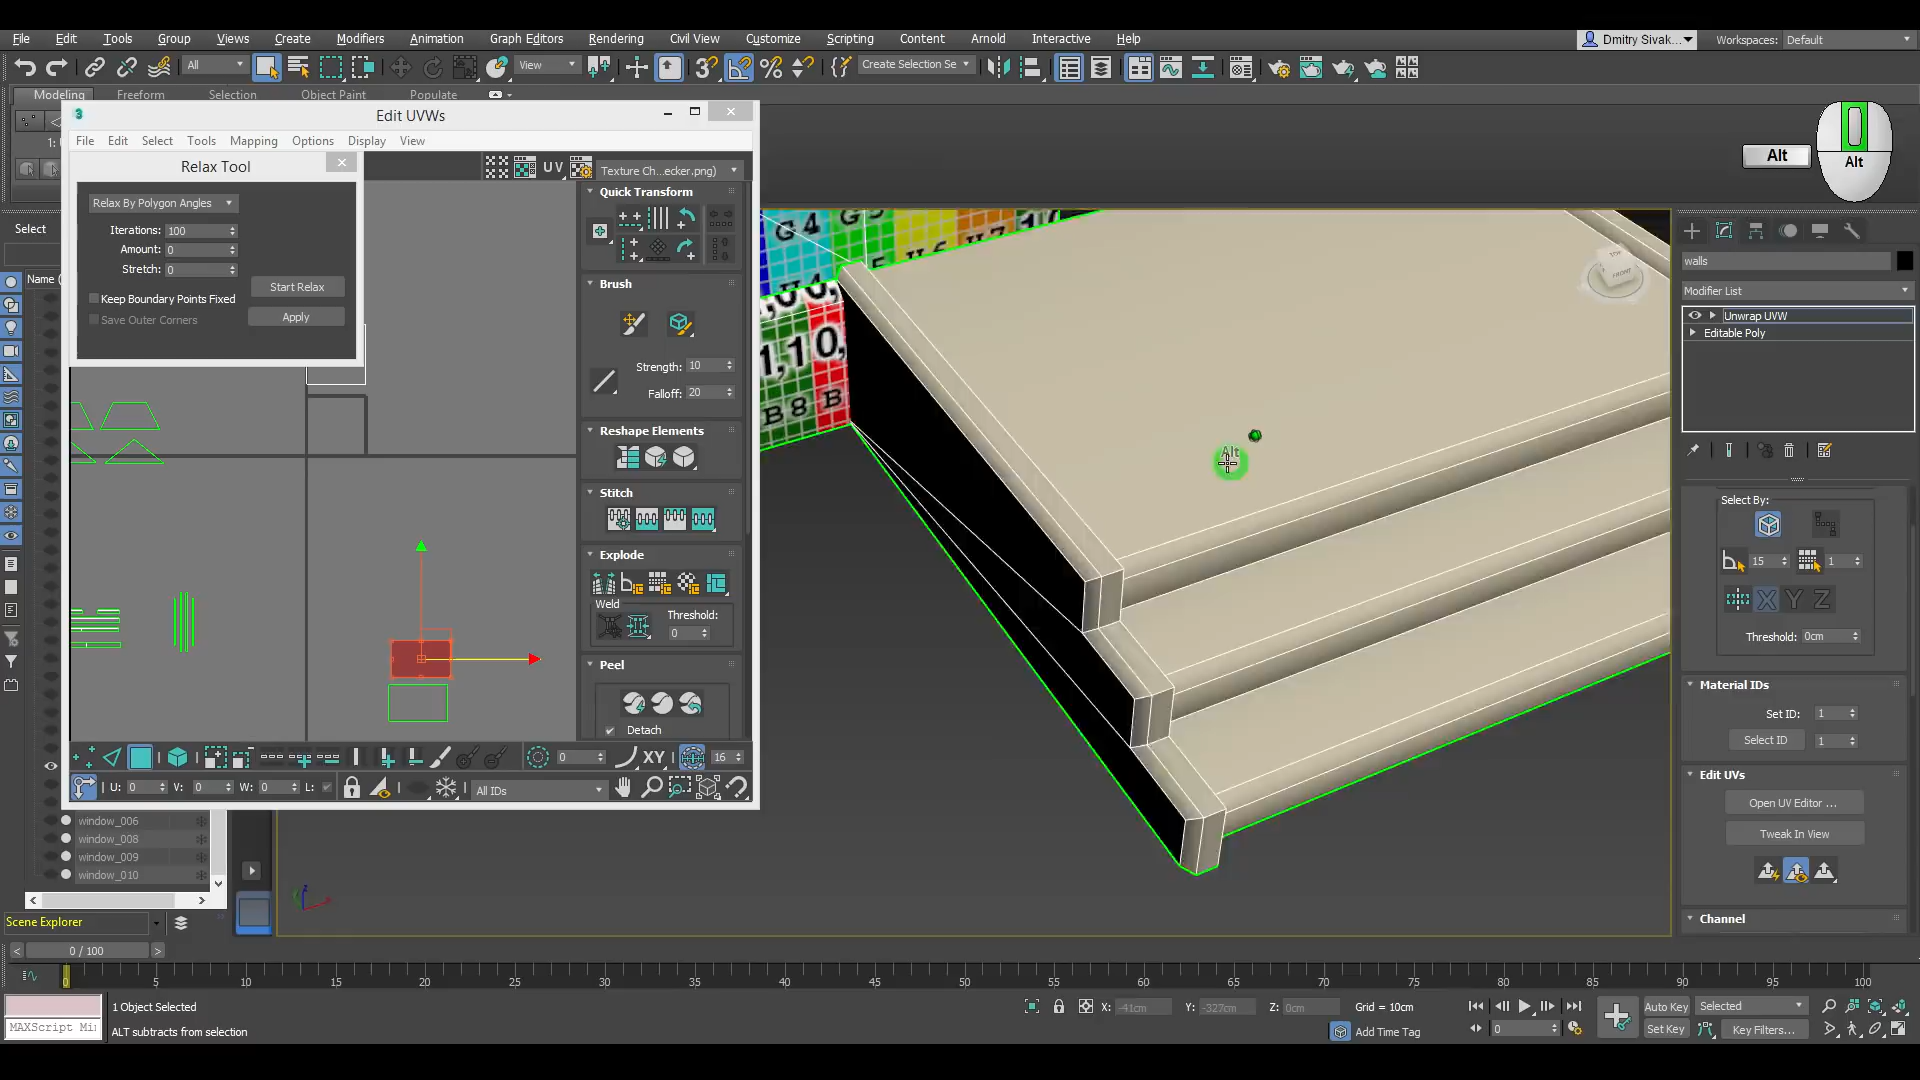 File Edit Tools Group Views Create Modifiers Animation Graph Editors Rendering Civil View Customize Scripting Content Arnold Interactive Help
Dmitry Sivak...
Workspaces: Default
All
View
Create Selection Se
Modeling Freeform Selection Object Paint Populate
Edit UVWs
File Edit Select Tools Mapping Options Display View
Relax Tool
UV
Texture Ch...ecker.png)
Relax By Polygon Angles
Iterations: 100
Amount: 0
Stretch: 0
Start Relax
Keep Boundary Points Fixed
Save Outer Corners
Apply
Quick Transform
Brush
Strength: 10
Falloff: 20
Reshape Elements
Stitch
Explode
Weld
Threshold:
0
Peel
Detach
0
XY
16
U: 0 V: 0 W: 0 L:
All IDs
Select
Name (
window_006
window_008
window_009
window_010
Scene Explorer
Alt
Alt
Alt
G4
B8 B
FRONT
walls
Modifier List
Unwrap UVW
Editable Poly
Select By:
15
1
X Y Z
Threshold: 0cm
Material IDs
Set ID: 1
Select ID 1
Edit UVs
Open UV Editor ...
Tweak In View
Channel
< 0 / 100 >
0 5 10 15 20 25 30 35 40 45 50 55 60 65 70 75 80 85 90 95 100
1 Object Selected
MAXScript Mi
ALT subtracts from selection
X: -41cm Y: -327cm Z: 0cm Grid = 10cm
Add Time Tag
0
Auto Key Selected
Set Key Key Filters...